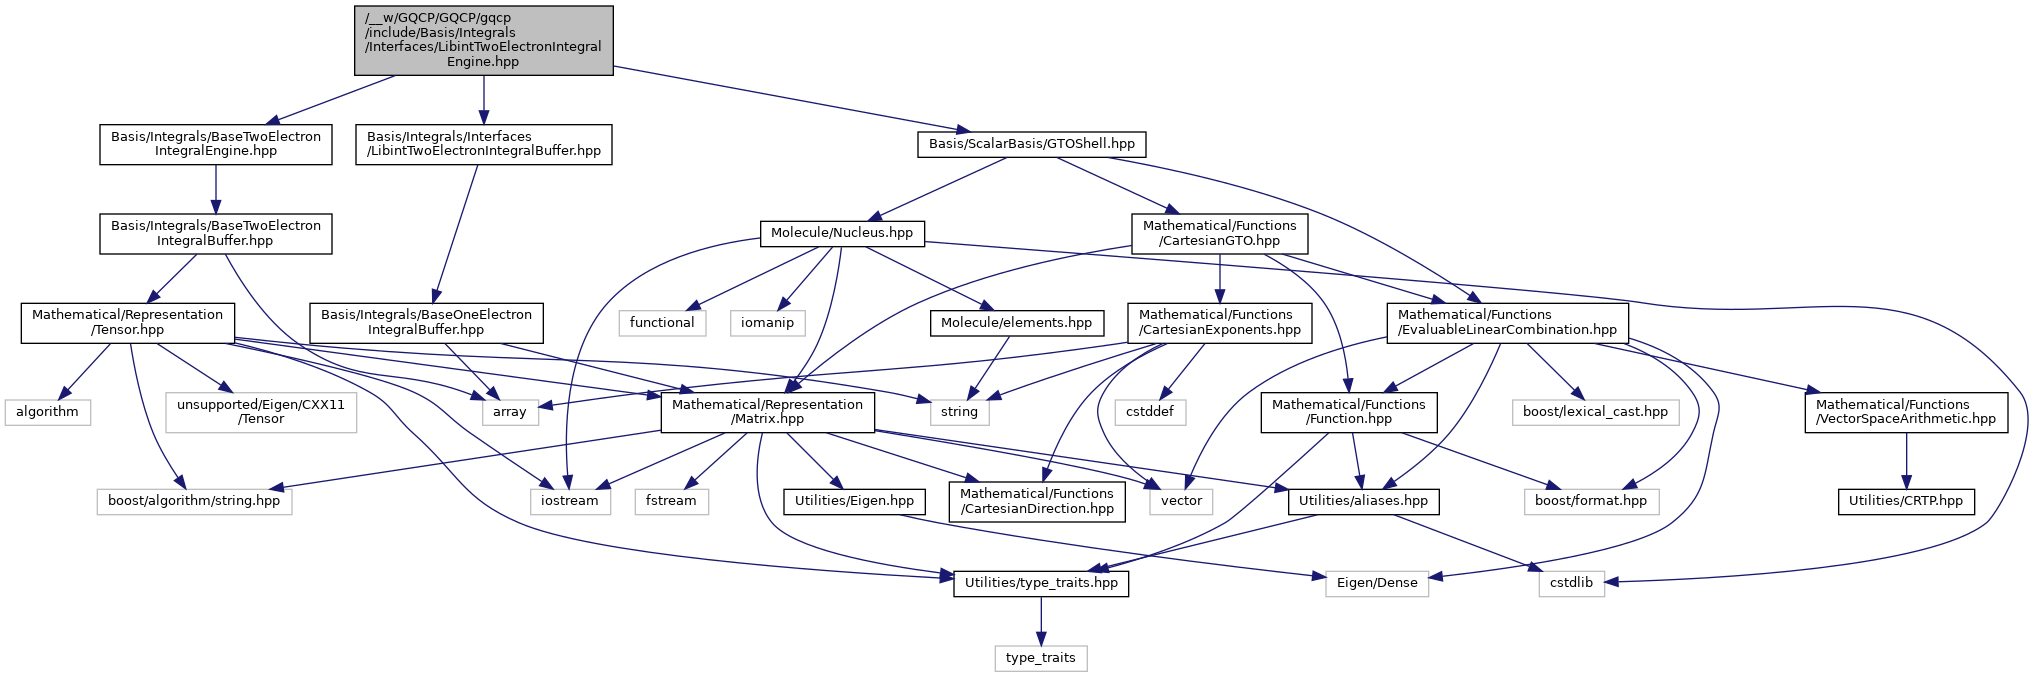 /__w/GQCP/GQCP/gqcp
/include/Basis/Integrals
/Interfaces/LibintTwoElectronIntegral
Engine.hpp
Basis/Integrals/BaseTwoElectron
IntegralEngine.hpp
Basis/Integrals/Interfaces
/LibintTwoElectronIntegralBuffer.hpp
Basis/ScalarBasis/GTOShell.hpp
Basis/Integrals/BaseTwoElectron
IntegralBuffer.hpp
Molecule/Nucleus.hpp
Mathematical/Functions
/CartesianGTO.hpp
Mathematical/Representation
/Tensor.hpp
Basis/Integrals/BaseOneElectron
IntegralBuffer.hpp
functional
iomanip
Molecule/elements.hpp
Mathematical/Functions
/CartesianExponents.hpp
Mathematical/Functions
/EvaluableLinearCombination.hpp
algorithm
unsupported/Eigen/CXX11
/Tensor
array
Mathematical/Representation
/Matrix.hpp
string
cstddef
Mathematical/Functions
/Function.hpp
boost/lexical_cast.hpp
Mathematical/Functions
/VectorSpaceArithmetic.hpp
boost/algorithm/string.hpp
iostream
fstream
Utilities/Eigen.hpp
Mathematical/Functions
/CartesianDirection.hpp
vector
Utilities/aliases.hpp
boost/format.hpp
Utilities/CRTP.hpp
Utilities/type_traits.hpp
Eigen/Dense
cstdlib
type_traits